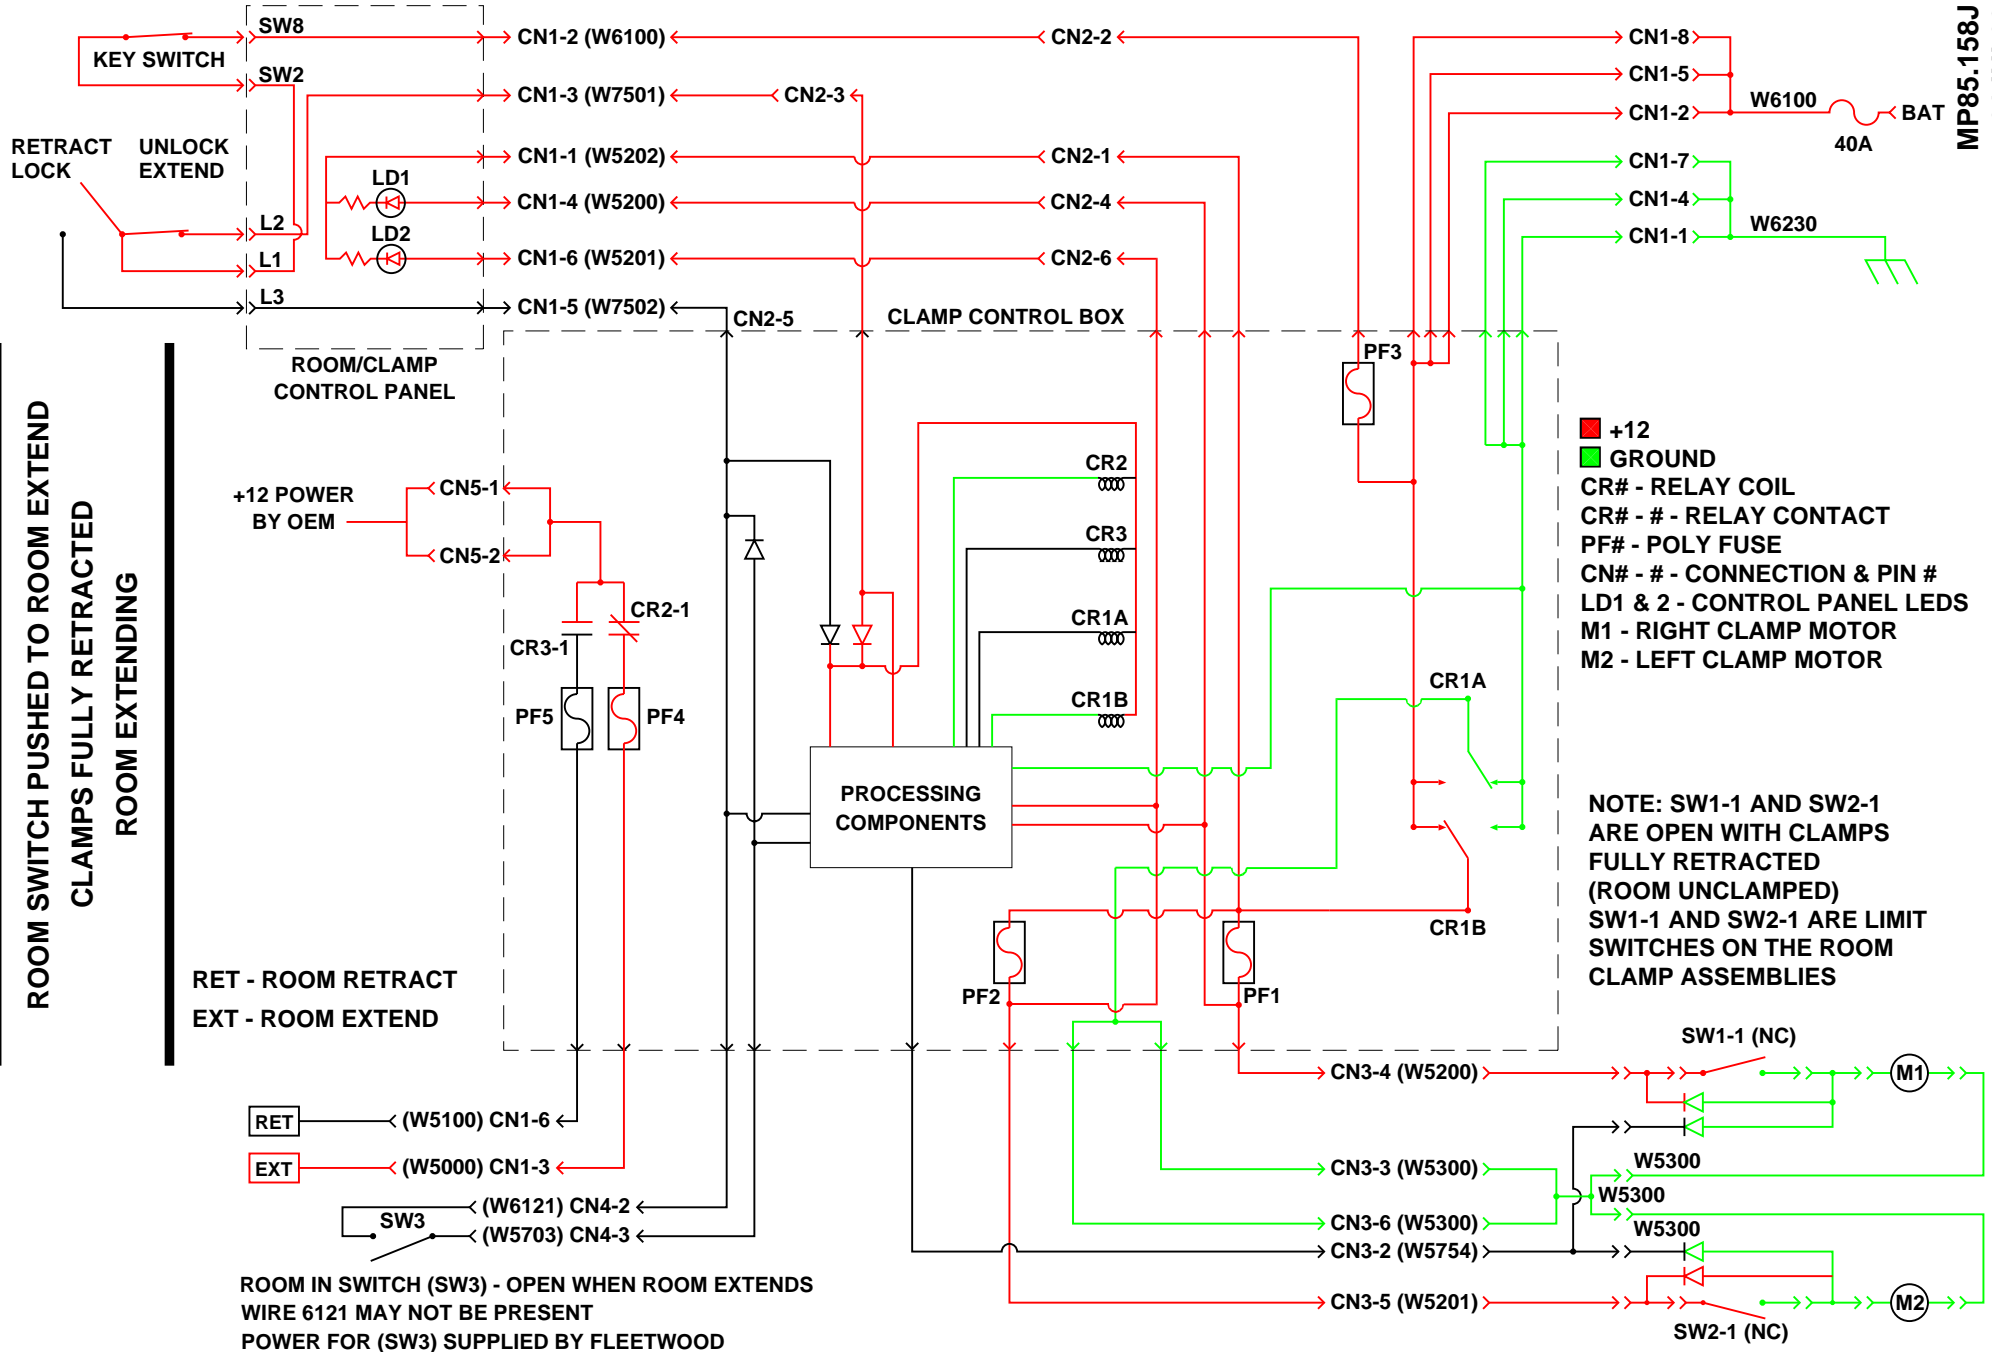 SW8
CN1-2 (W6100)
CN2-2
CN1-8
MP85.158J
KEY SWITCH
SW2
CN1-5
CN1-3 (W7501)
CN2-3
W6100
CN1-2
BAT
40A
RETRACT
LOCK
UNLOCK
EXTEND
CN1-1 (W5202)
CN2-1
CN1-7
LD1
CN1-4 (W5200)
CN2-4
CN1-4
L2
LD2
W6230
CN1-1
L1
CN1-6 (W5201)
CN2-6
L3
CN1-5 (W7502)
CN2-5
CLAMP CONTROL BOX
ROOM/CLAMP
CONTROL PANEL
PF3
ROOM SWITCH PUSHED TO ROOM EXTEND
CLAMPS FULLY RETRACTED
ROOM EXTENDING
+12
GROUND
CR# - RELAY COIL
CR# - # - RELAY CONTACT
PF# - POLY FUSE
CN# - # - CONNECTION & PIN #
LD1 & 2 - CONTROL PANEL LEDS
M1 - RIGHT CLAMP MOTOR
M2 - LEFT CLAMP MOTOR
+12 POWER
BY OEM
CN5-1
CN5-2
CR2
CR3
CR1A
CR1B
CR2-1
CR3-1
PF5
PF4
CR1A
PROCESSING
COMPONENTS
NOTE: SW1-1 AND SW2-1
ARE OPEN WITH CLAMPS
FULLY RETRACTED
(ROOM UNCLAMPED)
SW1-1 AND SW2-1 ARE LIMIT
SWITCHES ON THE ROOM
CLAMP ASSEMBLIES
CR1B
RET - ROOM RETRACT
EXT - ROOM EXTEND
PF2
PF1
SW1-1 (NC)
CN3-4 (W5200)
M1
RET
(W5100) CN1-6
EXT
(W5000) CN1-3
CN3-3 (W5300)
W5300
W5300
(W6121) CN4-2
SW3
(W5703) CN4-3
CN3-6 (W5300)
W5300
CN3-2 (W5754)
ROOM IN SWITCH (SW3) - OPEN WHEN ROOM EXTENDS
WIRE 6121 MAY NOT BE PRESENT
POWER FOR (SW3) SUPPLIED BY FLEETWOOD
CN3-5 (W5201)
M2
SW2-1 (NC)